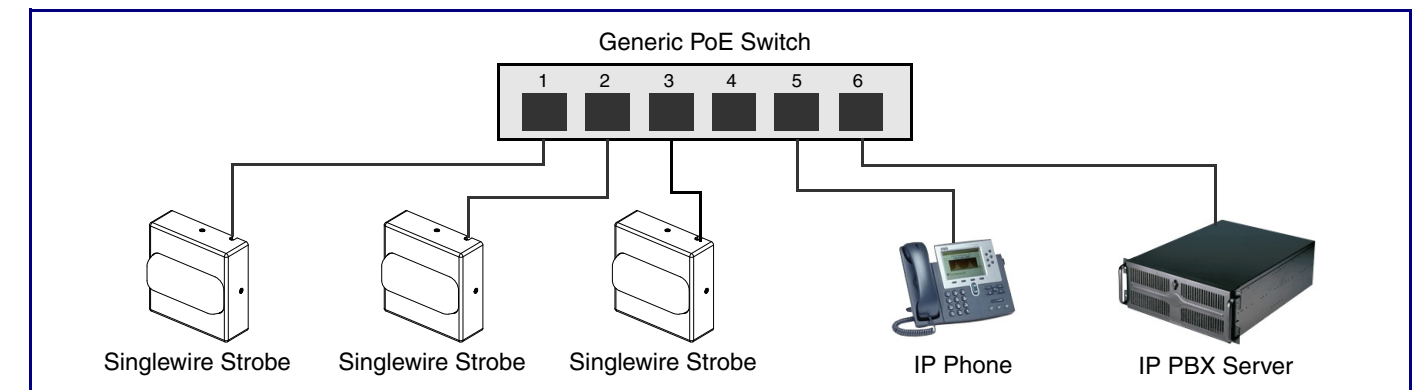 Generic PoE Switch
1 2 3 4 5 6
Singlewire Strobe Singlewire Strobe Singlewire Strobe IP Phone IP PBX Server